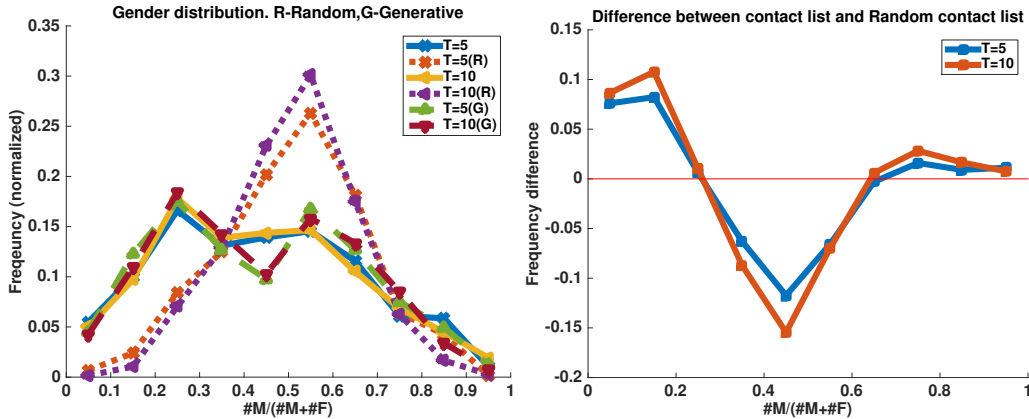 Gender distribution. R-Random,G-Generative
Frequncy (normalized)
0.35
0.3
0.25
0.2
0.15
0.1
0.05
0
0 0.1 0.2 0.3 0.4 0.5 0.6 0.7 0.8 0.9 1
#M/(#M+#F)
T=5
T=5(R)
T=10
T=10(R)
T=5(G)
T=10(G)
Difference between contact list and Random contact list
Frequency difference
0.15
0.1
0.05
0
-0.05
-0.1
-0.15
-0.2
0 0.2 0.4 0.6 0.8 1
#M/(#M+#F)
T=5
T=10